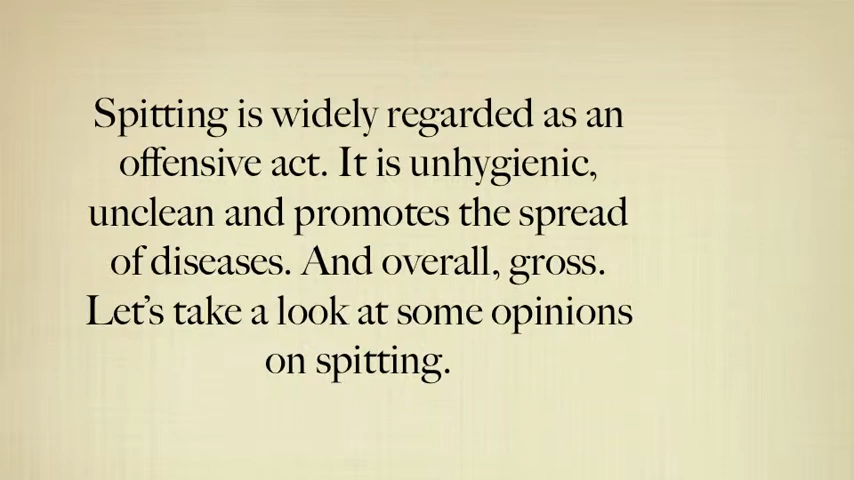 Spitting is widely regarded as an
offensive act. It is unhygienic,
unclean and promotes the spread
of diseases. And overall, gross.
Let's take a look at some opinions
on spitting.